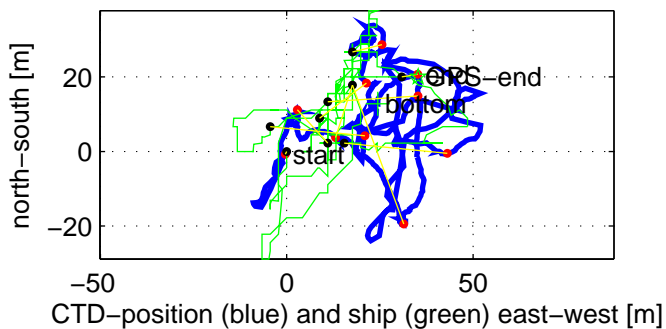 north−south [m]
20
0
−20
−50
0
50
end
GPS−end
bottom
start
CTD−position (blue) and ship (green) east−west [m]